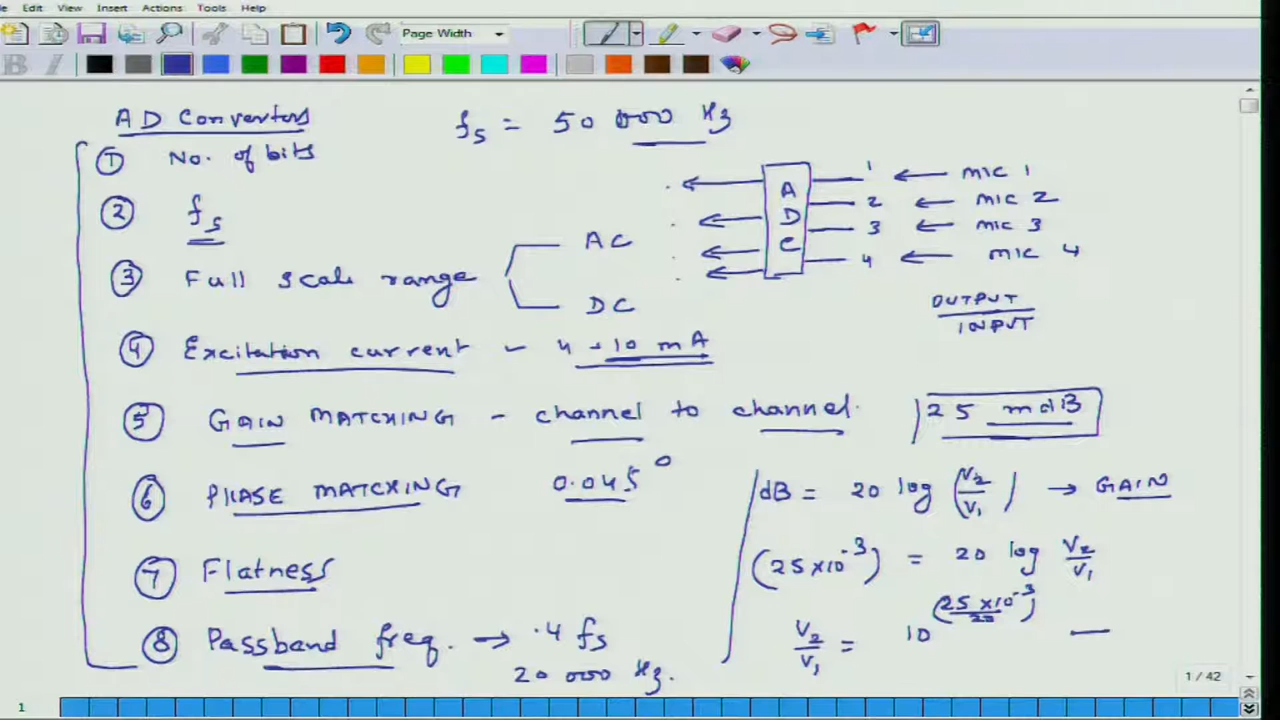 Edit View Insert Actions Tools Help
Page Width
AD Convertors
fs = 50 000 Hz
① No. of bits
② fs
③ Full scale range
AC
DC
ADC
1 ← MIC 1
2 ← MIC 2
3 ← MIC 3
4 ← MIC 4
OUTPUT
INPUT
④ Excitation current - 4 - 10 mA
⑤ GAIN MATCHING - channel to channel.
25 mdB
⑥ PHASE MATCHING 0.045°
dB = 20 log (V2/V1) → GAIN
(25×10^-3) = 20 log V2/V1
⑦ Flatness
V2/V1 = 10^(25×10^-3/20) —
⑧ Passband freq. → .4 fs
20 000 Hz.
1 / 42
1